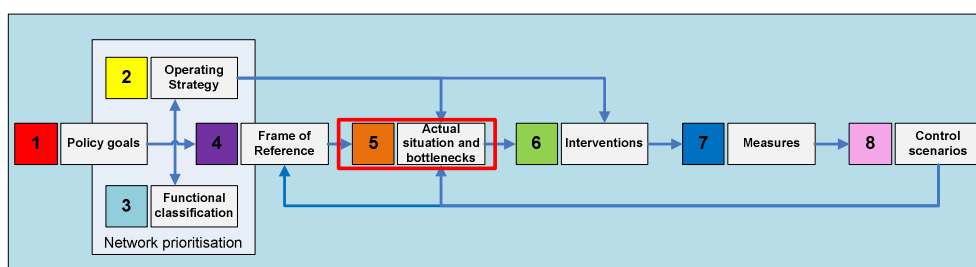 2
Operating
Strategy
1
Policy goals
4
Frame of
Reference
5
Actual
situation and
bottlenecks
6
Interventions
7
Measures
8
Control
scenarios
3
Functional
classification
Network prioritisation